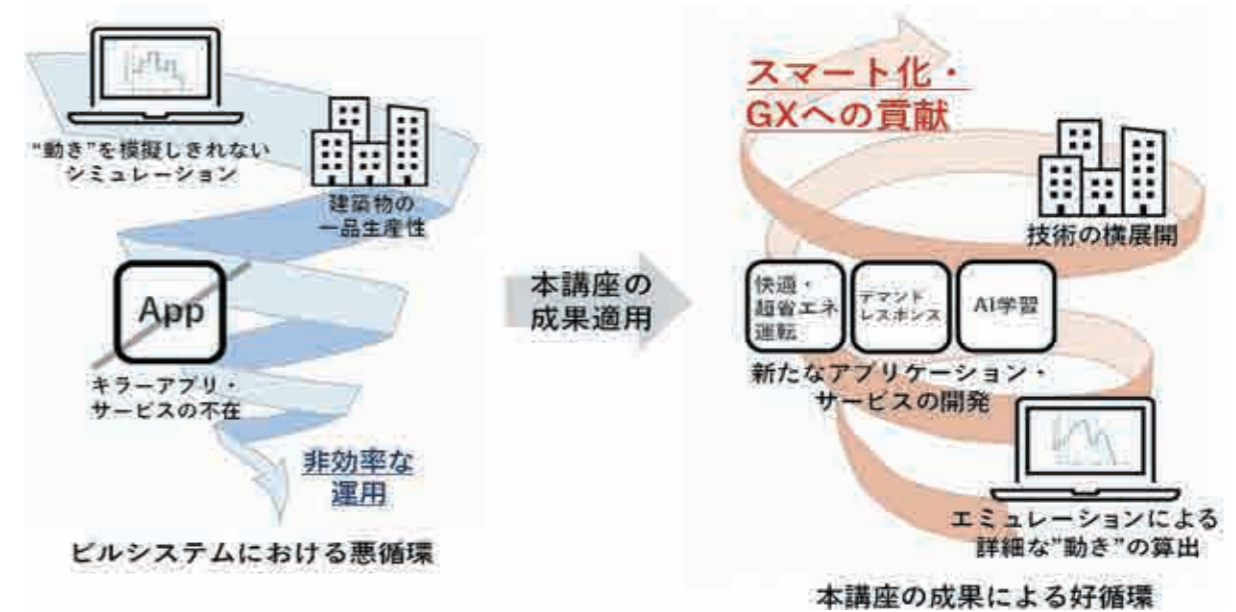 “動き”を模擬しきれない
シミュレーション
建築物の
一品生産性
App
キラーアプリ・
サービスの不在
非効率な
運用
ビルシステムにおける悪循環
本講座の
成果適用
スマート化・
GXへの貢献
技術の横展開
快適・
超省エネ
運転
デマンド
レスポンス
AI学習
新たなアプリケーション・
サービスの開発
エミュレーションによる
詳細な”動き”の算出
本講座の成果による好循環